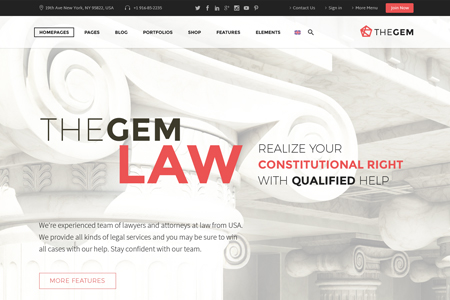 19th Ave New York, NY 95822, USA
+1 916-85-2235
Contact Us
Sign In
More Menu
Join Now
HOMEPAGES
PAGES
BLOG
PORTFOLIOS
SHOP
FEATURES
ELEMENTS
THEGEM
THEGEM
LAW
REALIZE YOUR
CONSTITUTIONAL RIGHT
WITH QUALIFIED HELP
We're experienced team of lawyers and attorneys at law from USA.
We provide all kinds of legal services and you may be sure to win
all cases with our help. Stay confident with our team.
MORE FEATURES